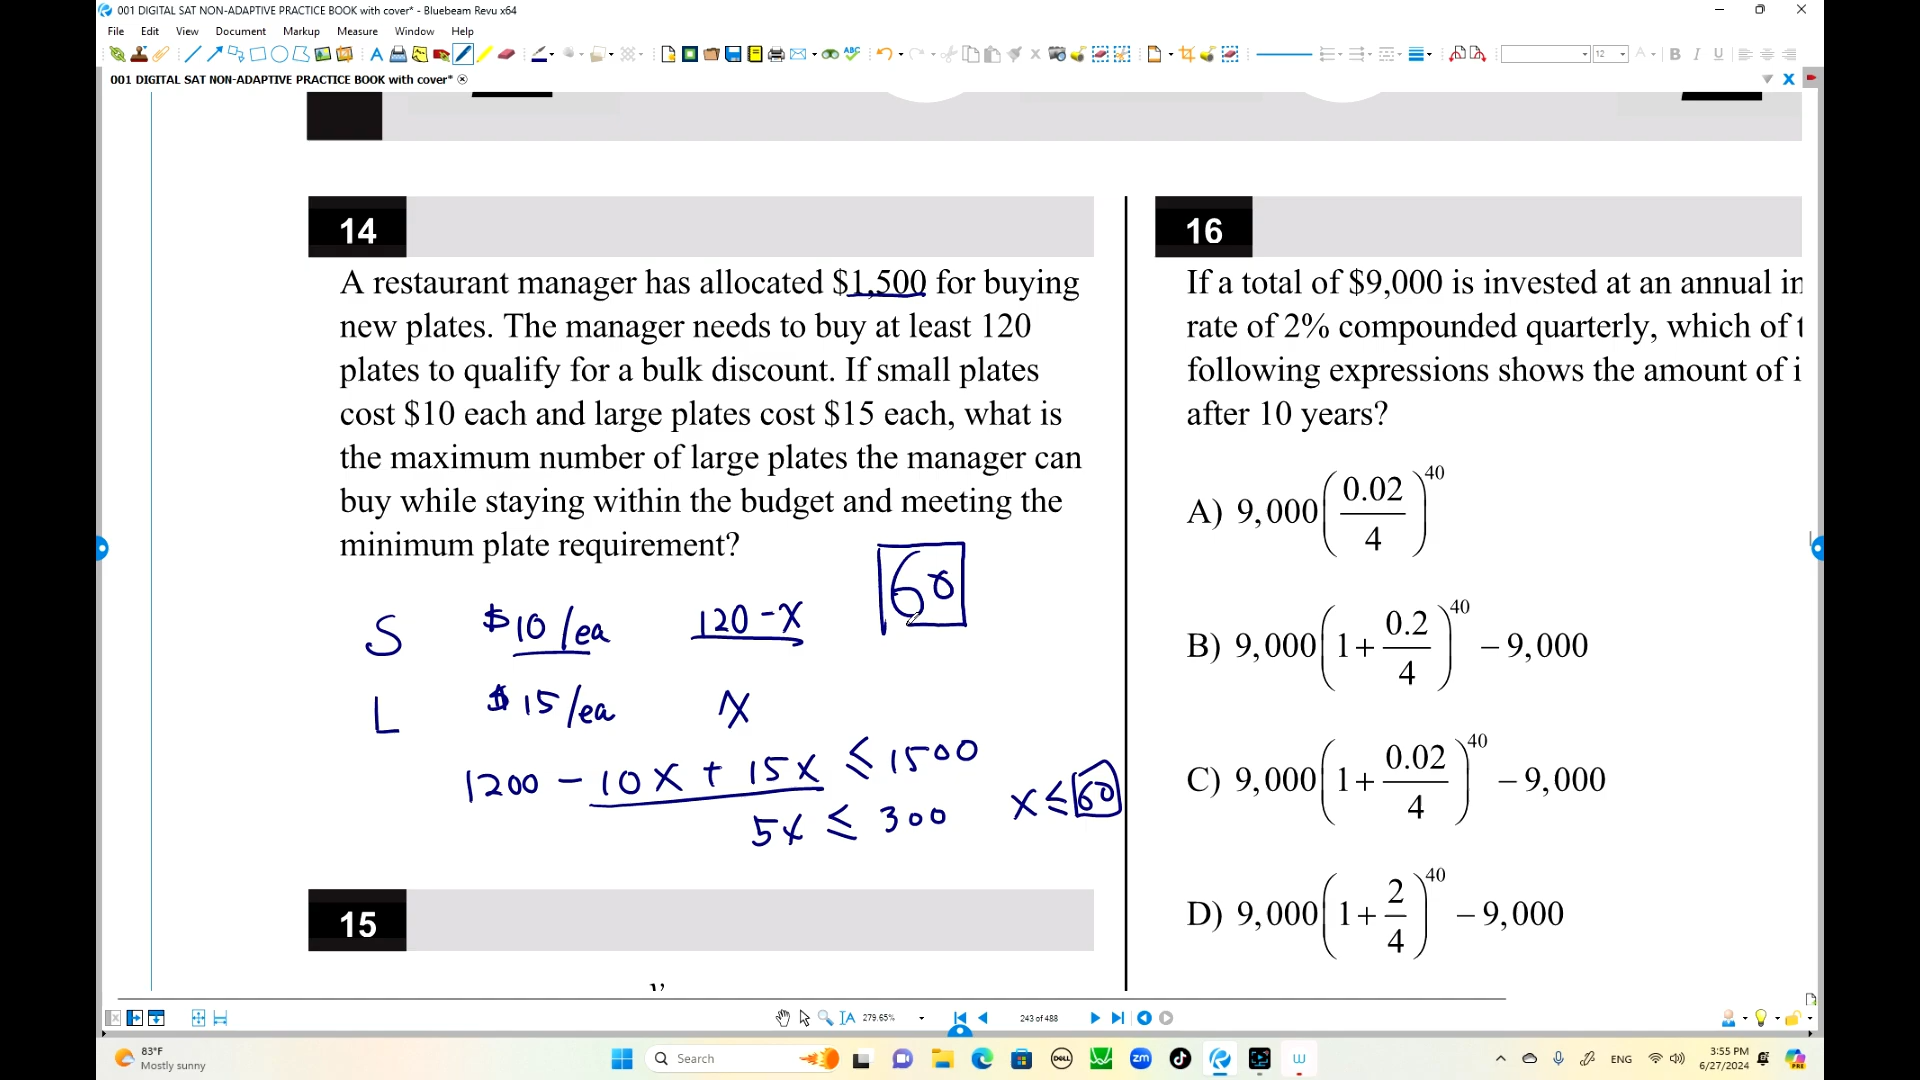 001 DIGITAL SAT NON-ADAPTIVE PRACTICE BOOK with cover* - Bluebeam Revu x64
File Edit View Document Markup Measure Window Help
12
001 DIGITAL SAT NON-ADAPTIVE PRACTICE BOOK with cover*
14
A restaurant manager has allocated $1,500 for buying
new plates. The manager needs to buy at least 120
plates to qualify for a bulk discount. If small plates
cost $10 each and large plates cost $15 each, what is
the maximum number of large plates the manager can
buy while staying within the budget and meeting the
minimum plate requirement?
60
S $10/ea 120-X
L $15/ea X
1200 - 10X + 15X ≤ 1500
5X ≤ 300
X ≤ 60
15
16
If a total of $9,000 is invested at an annual in
rate of 2% compounded quarterly, which of t
following expressions shows the amount of i
after 10 years?
A) 9,000(0.02/4)^40
B) 9,000(1+0.2/4)^40 − 9,000
C) 9,000(1+0.02/4)^40 − 9,000
D) 9,000(1+2/4)^40 − 9,000
279.65% 243 of 488
83°F
Mostly sunny
Search
DELL
zm
ENG
3:55 PM
6/27/2024
PRE